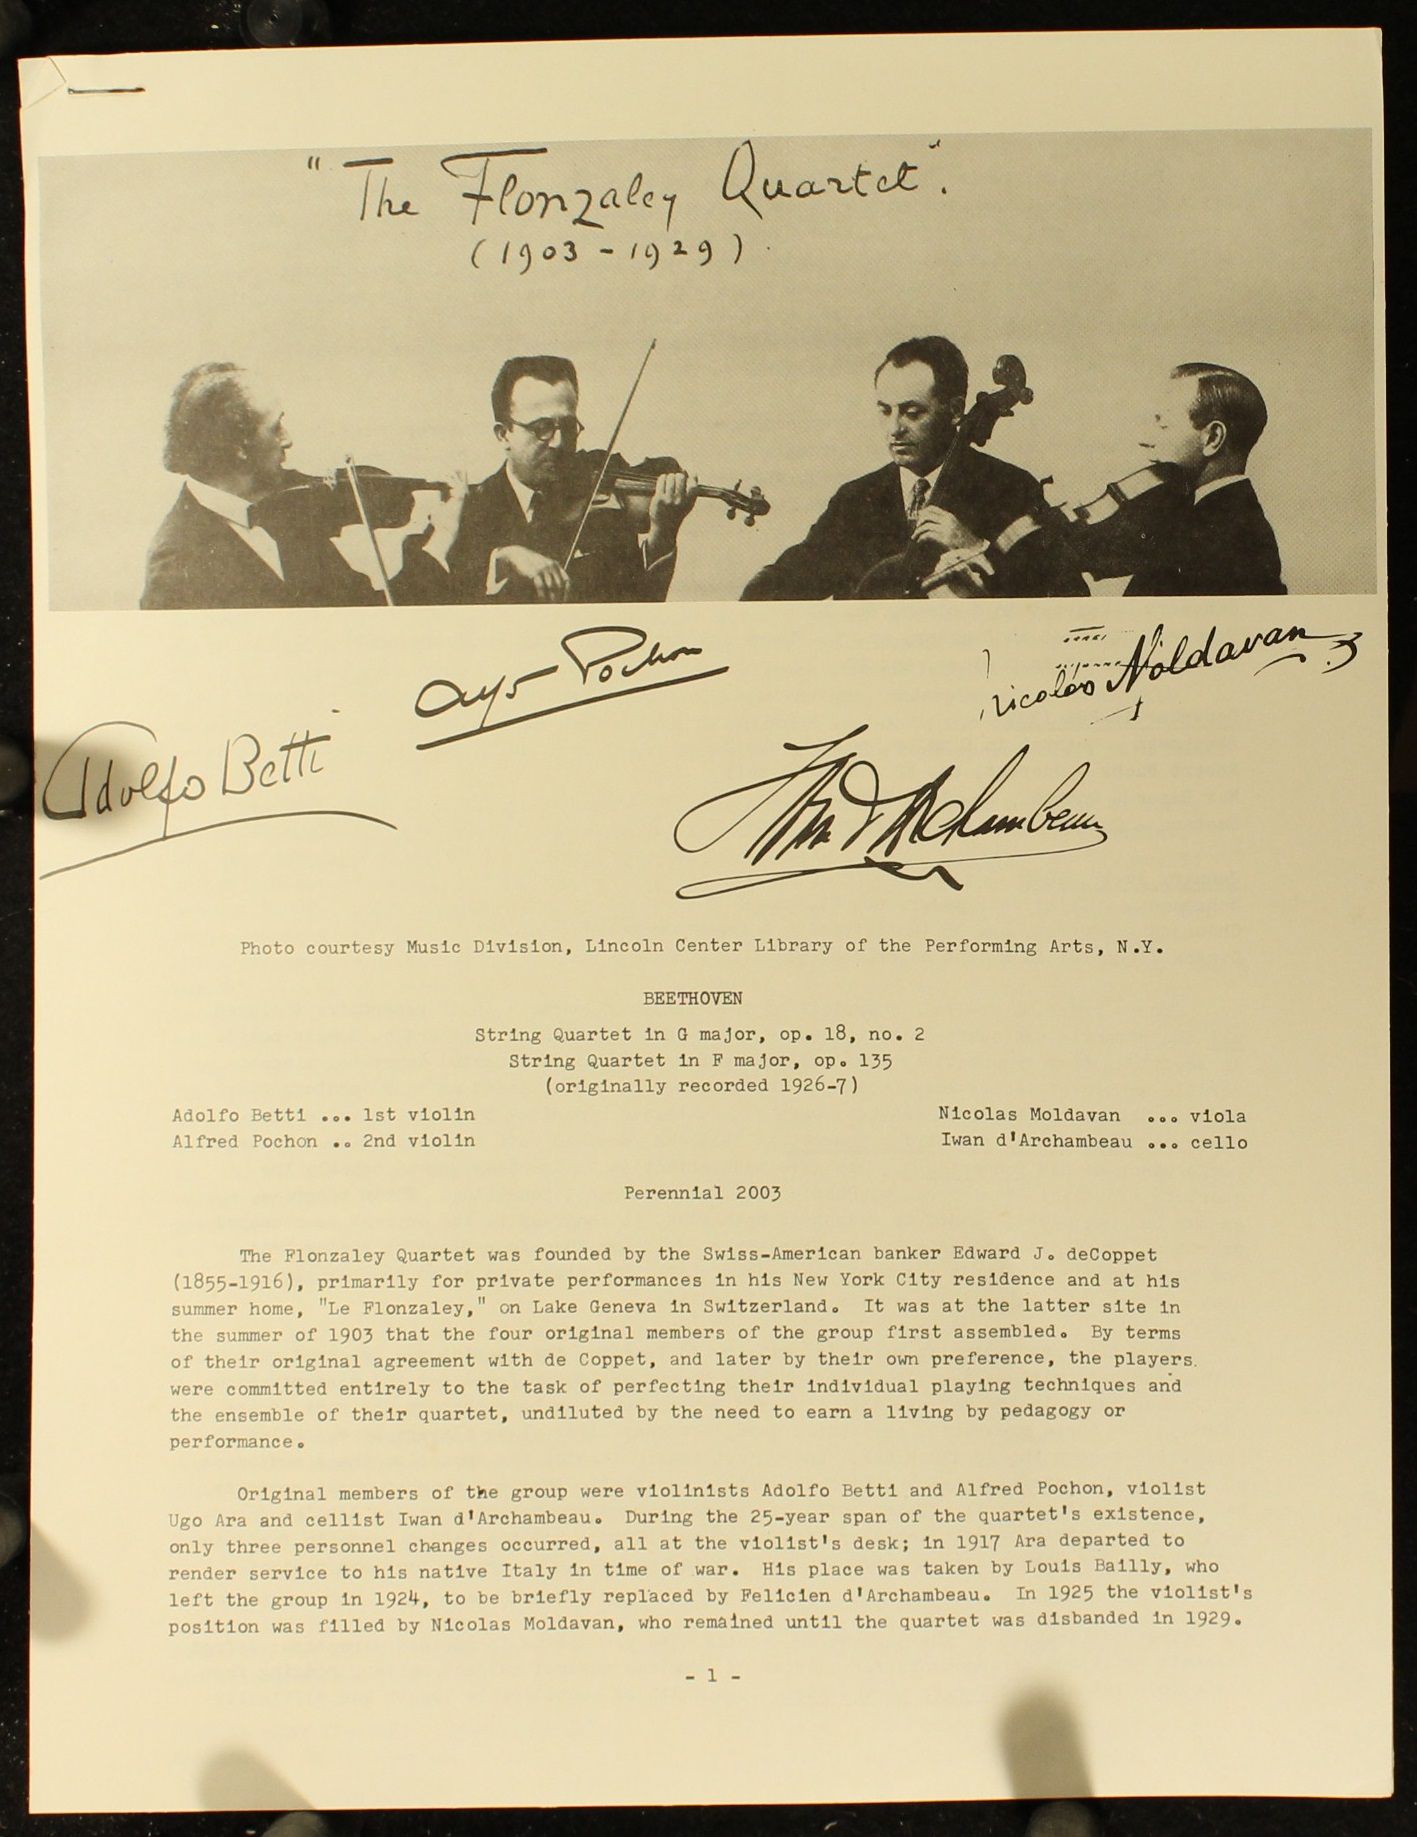 "The Flonzaley Quartet".
(1903-1929)
Alf Pochon
Nicolas Moldavan
Adolfo Betti
Iwan d'Archambeau
Photo courtesy Music Division, Lincoln Center Library of the Performing Arts, N.Y.
BEETHOVEN
String Quartet in G major, op. 18, no. 2
String Quartet in F major, op. 135
(originally recorded 1926-7)
Adolfo Betti ... 1st violin Nicolas Moldavan ... viola
Alfred Pochon .. 2nd violin Iwan d'Archambeau ... cello
Perennial 2003
The Flonzaley Quartet was founded by the Swiss-American banker Edward J. deCoppet
(1855-1916), primarily for private performances in his New York City residence and at his
summer home, "Le Flonzaley," on Lake Geneva in Switzerland. It was at the latter site in
the summer of 1903 that the four original members of the group first assembled. By terms
of their original agreement with de Coppet, and later by their own preference, the players
were committed entirely to the task of perfecting their individual playing techniques and
the ensemble of their quartet, undiluted by the need to earn a living by pedagogy or
performance.
Original members of the group were violinists Adolfo Betti and Alfred Pochon, violist
Ugo Ara and cellist Iwan d'Archambeau. During the 25-year span of the quartet's existence,
only three personnel changes occurred, all at the violist's desk; in 1917 Ara departed to
render service to his native Italy in time of war. His place was taken by Louis Bailly, who
left the group in 1924, to be briefly replaced by Felicien d'Archambeau. In 1925 the violist's
position was filled by Nicolas Moldavan, who remained until the quartet was disbanded in 1929.
- 1 -